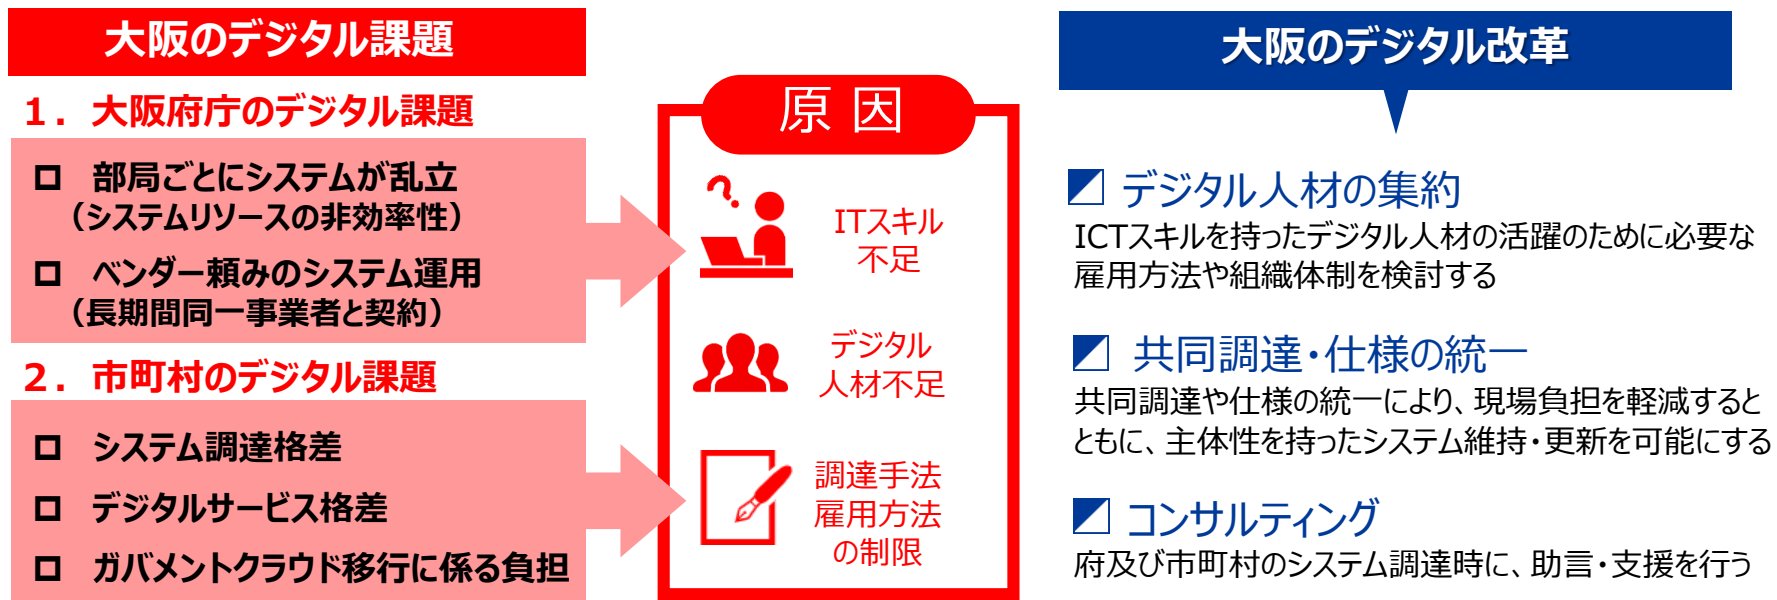 大阪のデジタル課題
1．大阪府庁のデジタル課題
部局ごとにシステムが乱立
（システムリソースの非効率性）
ベンダー頼みのシステム運用
（長期間同一事業者と契約）
2．市町村のデジタル課題
システム調達格差
デジタルサービス格差
ガバメントクラウド移行に係る負担
原因
ITスキル
不足
デジタル
人材不足
調達手法
雇用方法
の制限
大阪のデジタル改革
デジタル人材の集約
ICTスキルを持ったデジタル人材の活躍のために必要な
雇用方法や組織体制を検討する
共同調達・仕様の統一
共同調達や仕様の統一により、現場負担を軽減すると
ともに、主体性を持ったシステム維持・更新を可能にする
コンサルティング
府及び市町村のシステム調達時に、助言・支援を行う